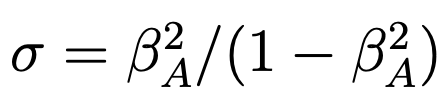 σ = β_A^2/(1 − β_A^2)